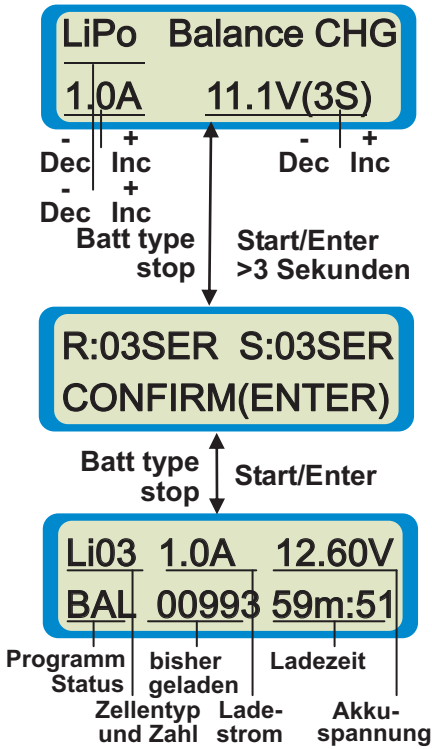 LiPo Balance CHG
1.0A 11.1V(3S)
- + - +
Dec Inc Dec Inc
- +
Dec Inc
Batt type stop
Start/Enter >3 Sekunden
R:03SER S:03SER
CONFIRM(ENTER)
Batt type stop
Start/Enter
Li03 1.0A 12.60V
BAL 00993 59m:51
Programm Status
bisher geladen
Ladezeit
Zellentyp und Zahl
Lade-
strom
Akku-
spannung